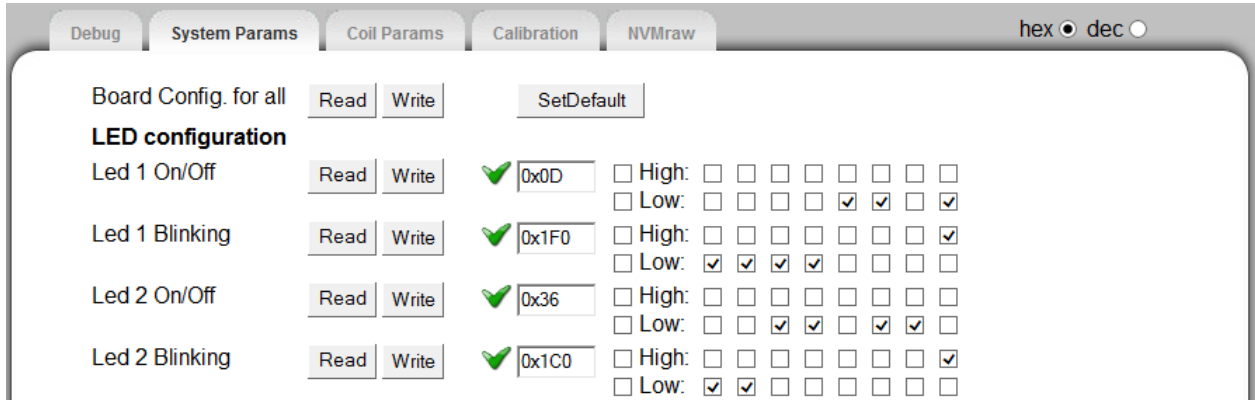 Debug System Params Coil Params Calibration NVMraw hex dec
Board Config. for all Read Write SetDefault
LED configuration
Led 1 On/Off Read Write 0x0D High:
Low:
Led 1 Blinking Read Write 0x1F0 High:
Low:
Led 2 On/Off Read Write 0x36 High:
Low:
Led 2 Blinking Read Write 0x1C0 High:
Low: